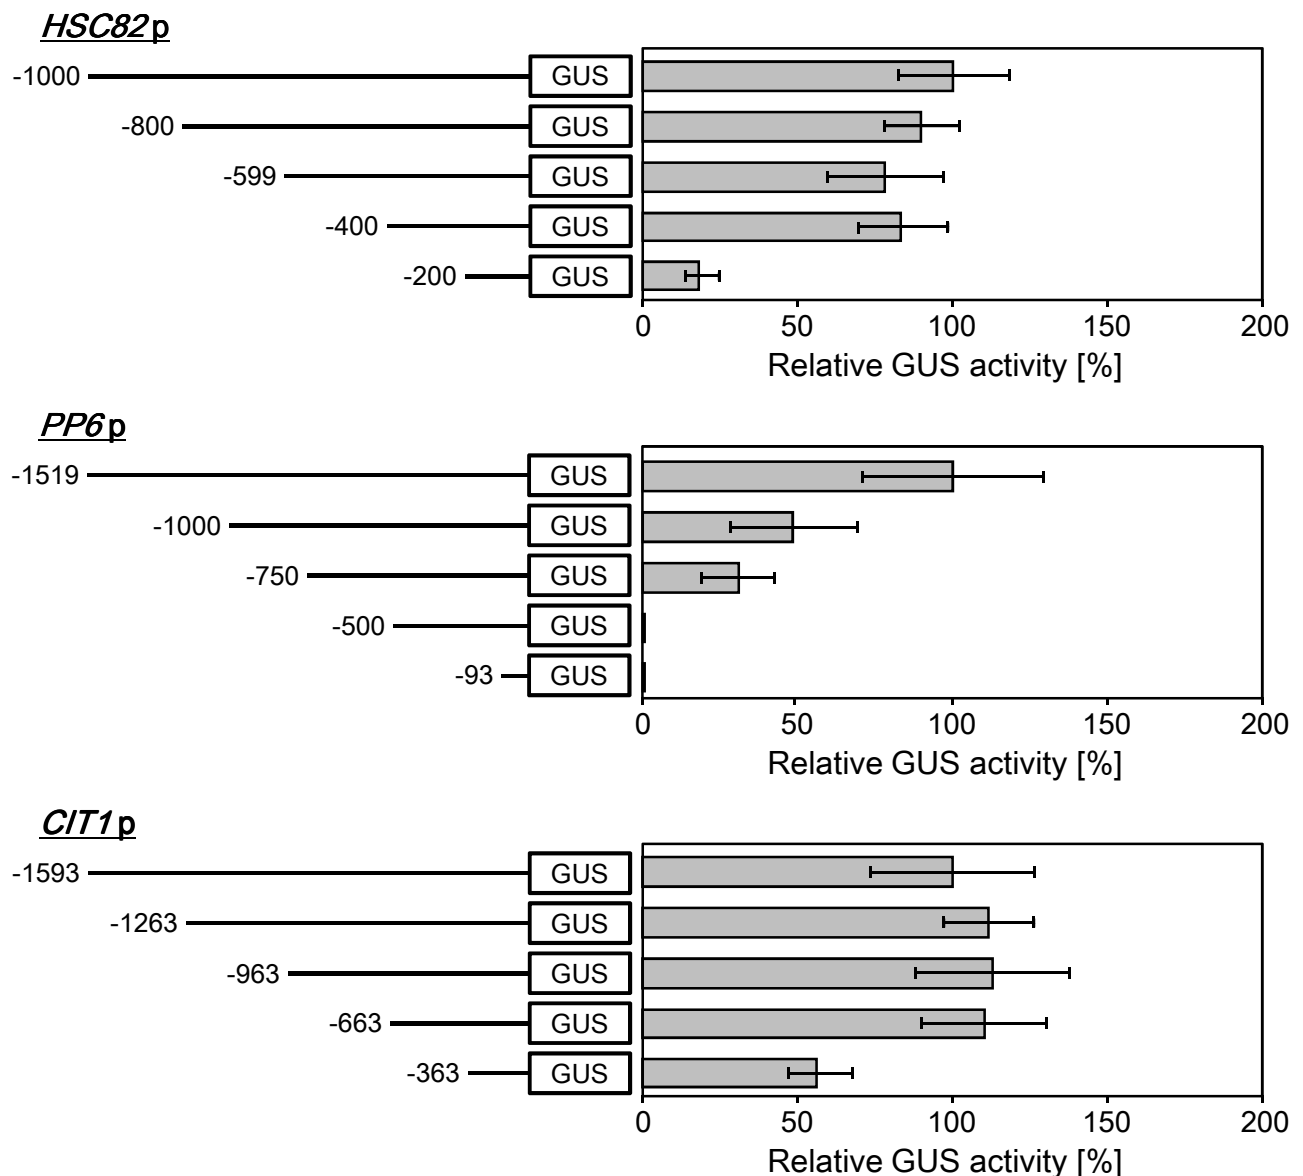 HSC82p
-1000 GUS
-800 GUS
-599 GUS
-400 GUS
-200 GUS
0 50 100 150 200
Relative GUS activity [%]
PP6p
-1519 GUS
-1000 GUS
-750 GUS
-500 GUS
-93 GUS
0 50 100 150 200
Relative GUS activity [%]
CIT1p
-1593 GUS
-1263 GUS
-963 GUS
-663 GUS
-363 GUS
0 50 100 150 200
Relative GUS activity [%]